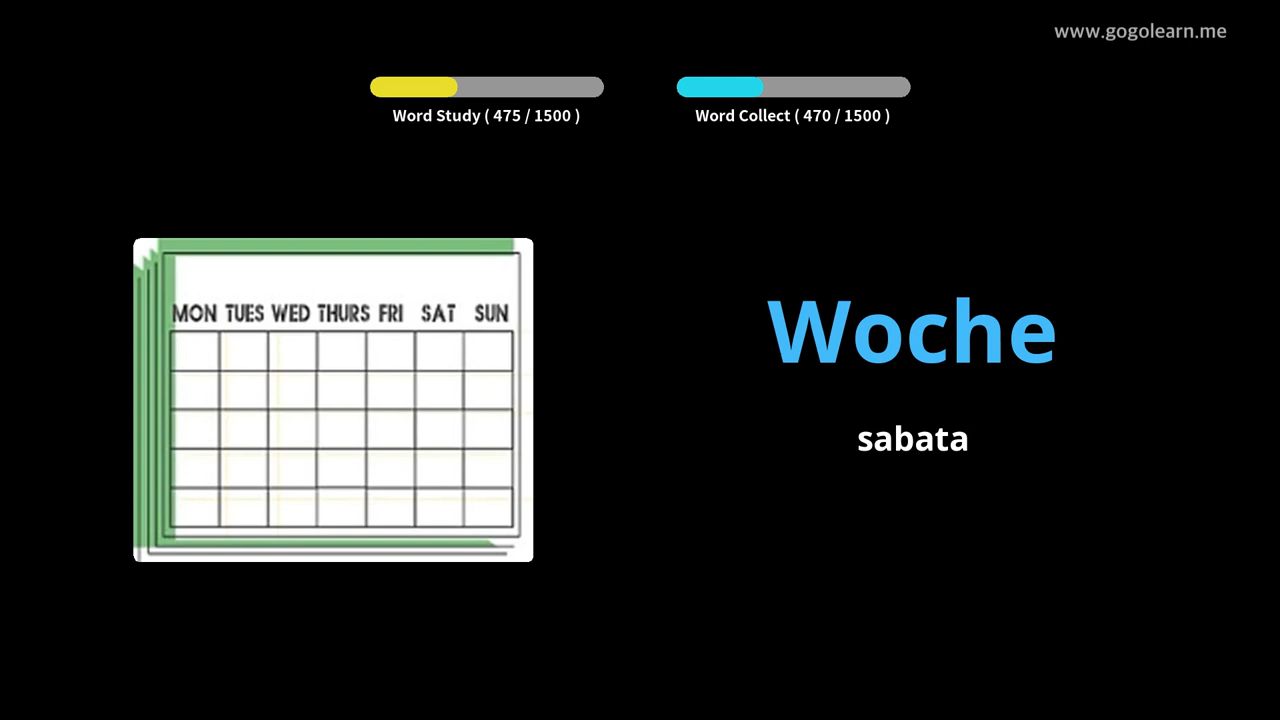 www.gogolearn.me
Word Study ( 475 / 1500 )
Word Collect ( 470 / 1500 )
MON TUES WED THURS FRI SAT SUN
Woche
sabata